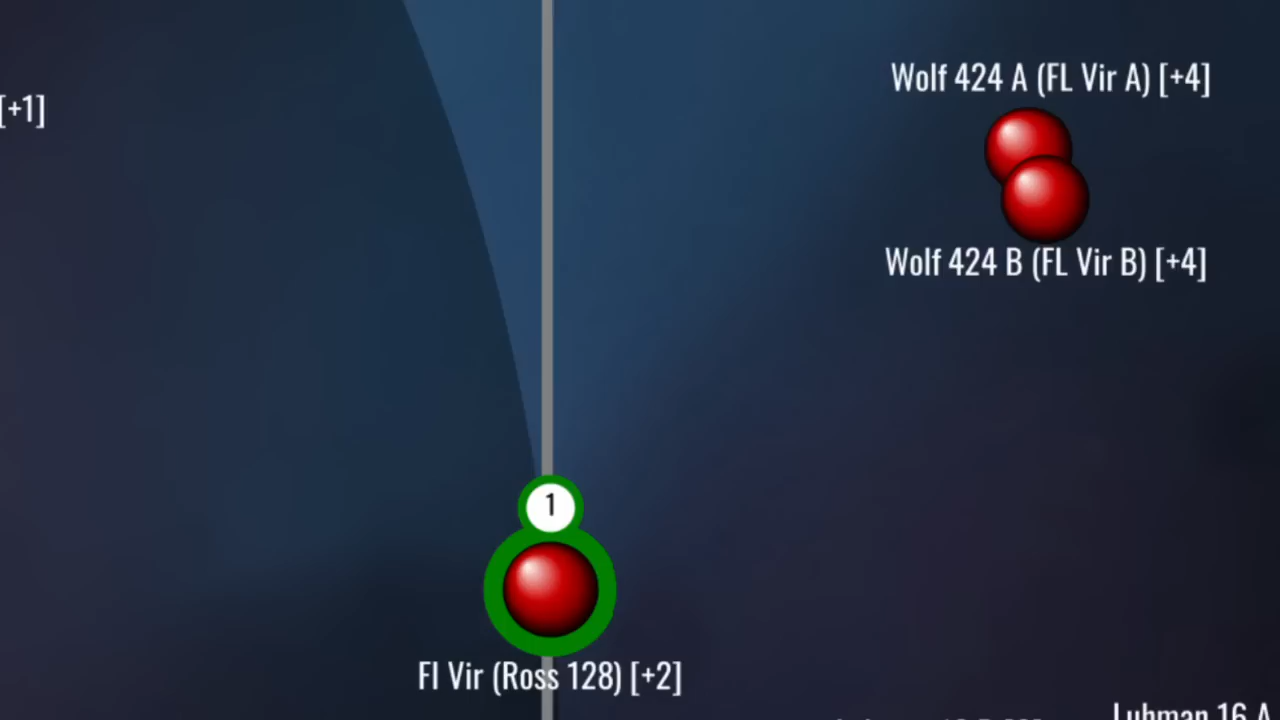 Wolf 424 A (FL Vir A) [+4]
[+1]
Wolf 424 B (FL Vir B) [+4]
1
FI Vir (Ross 128) [+2]
Luhman 16 A